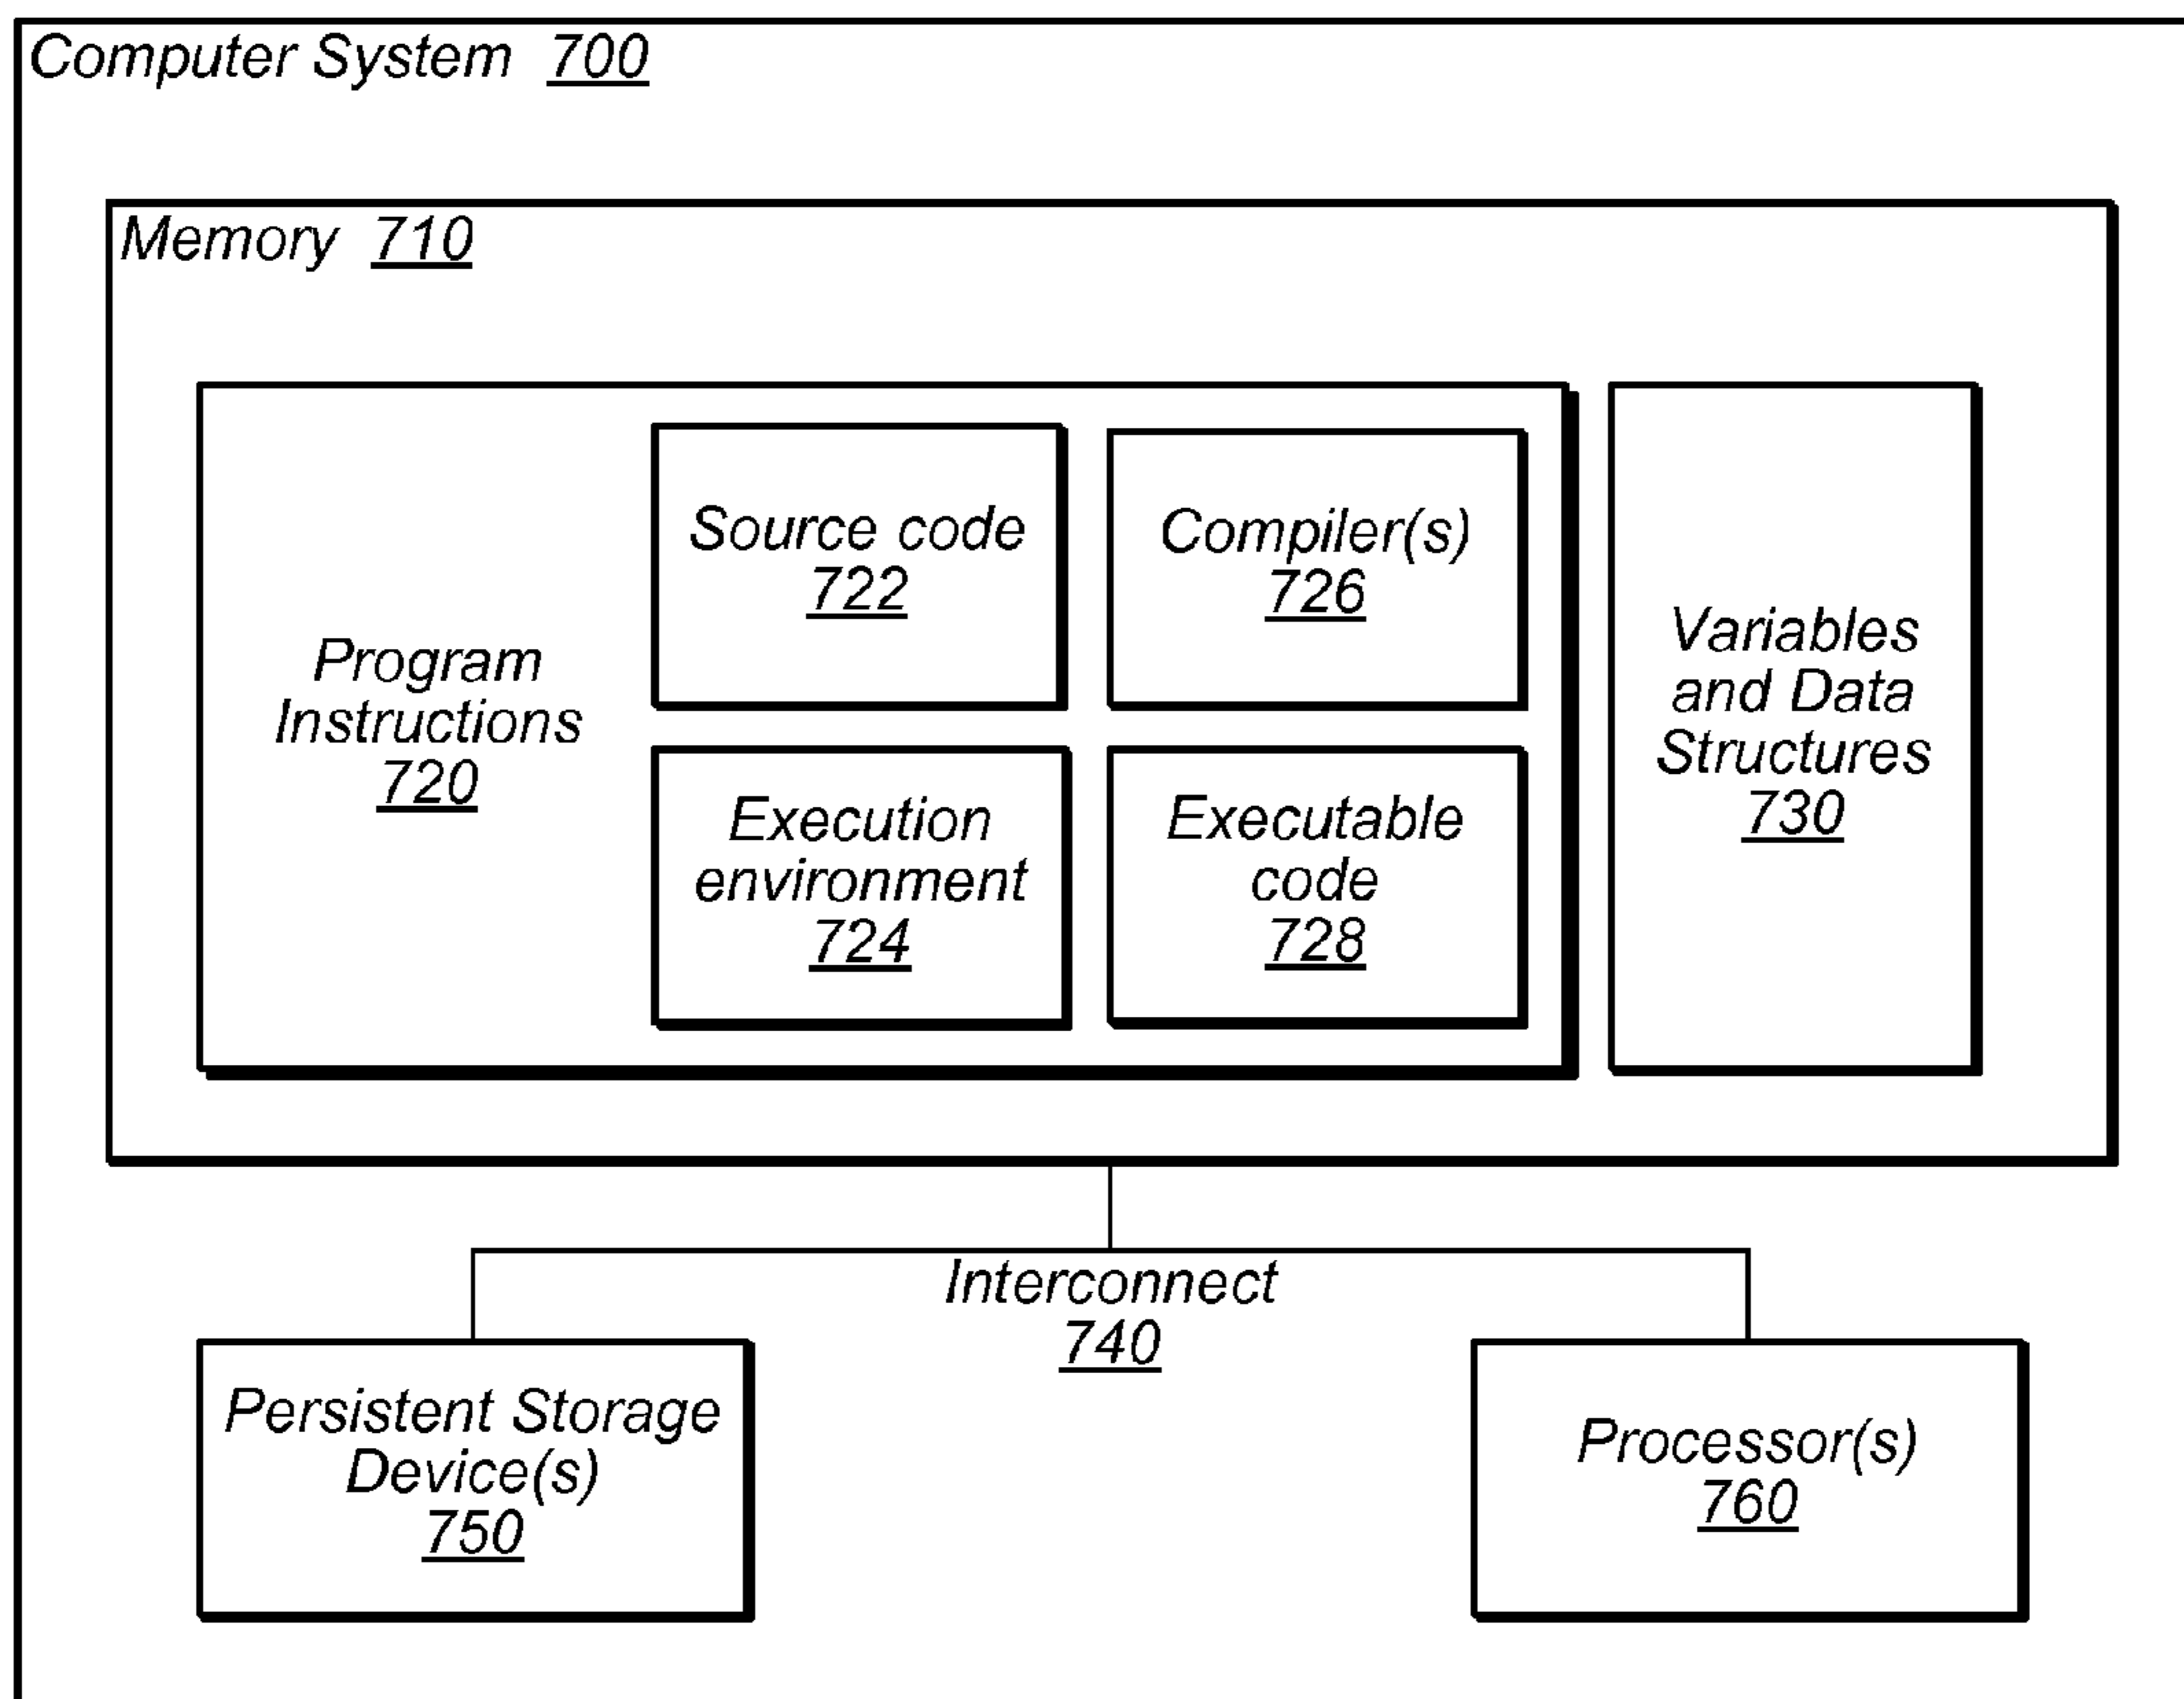 Computer System 700
Memory 710
Program
Instructions
720
Source code
722
Compiler(s)
726
Execution
environment
724
Executable
code
728
Variables
and Data
Structures
730
Interconnect
740
Persistent Storage
Device(s)
750
Processor(s)
760